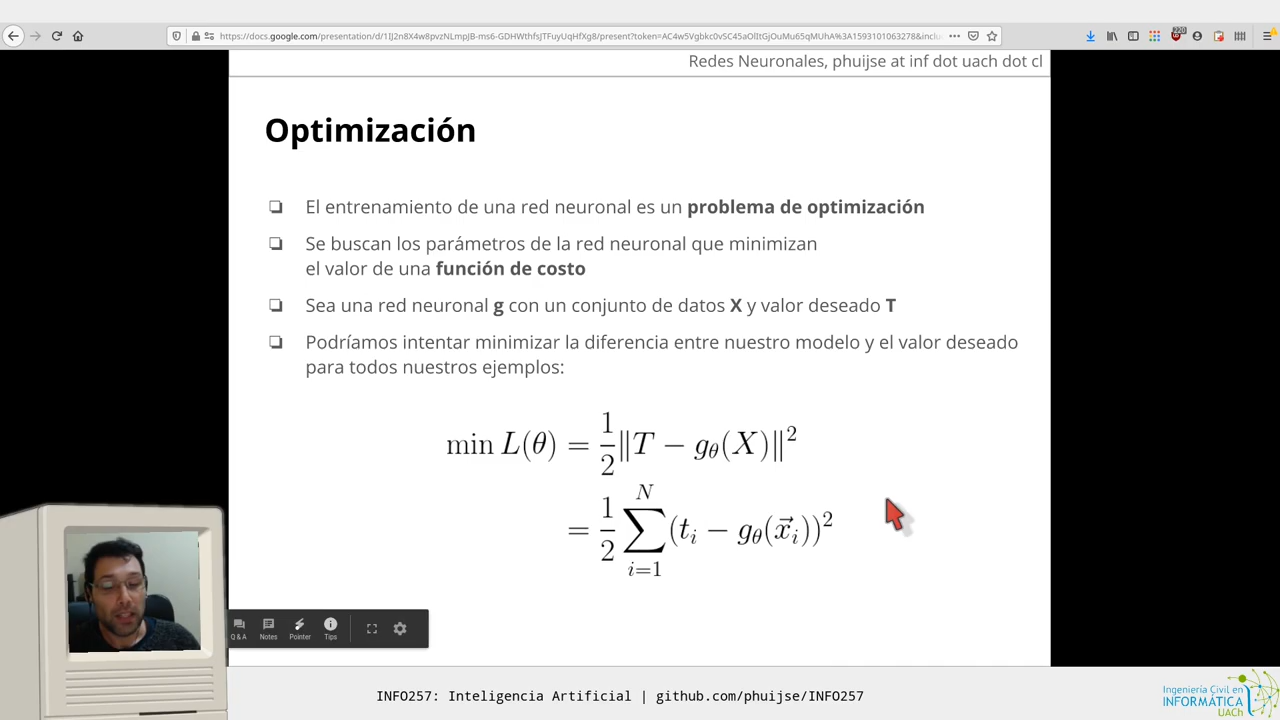 Redes Neuronales, phuijse at inf dot uach dot cl
Optimización
❏ El entrenamiento de una red neuronal es un problema de optimización
❏ Se buscan los parámetros de la red neuronal que minimizan
el valor de una función de costo
❏ Sea una red neuronal g con un conjunto de datos X y valor deseado T
❏ Podríamos intentar minimizar la diferencia entre nuestro modelo y el valor deseado
para todos nuestros ejemplos:
min L(θ) = 1/2 ‖T − g_θ(X)‖²
= 1/2 ∑_{i=1}^{N} (t_i − g_θ(x⃗_i))²
Q & A Notes Pointer Tips
INFO257: Inteligencia Artificial | github.com/phuijse/INFO257
Ingeniería Civil en
INFORMÁTICA
UACh